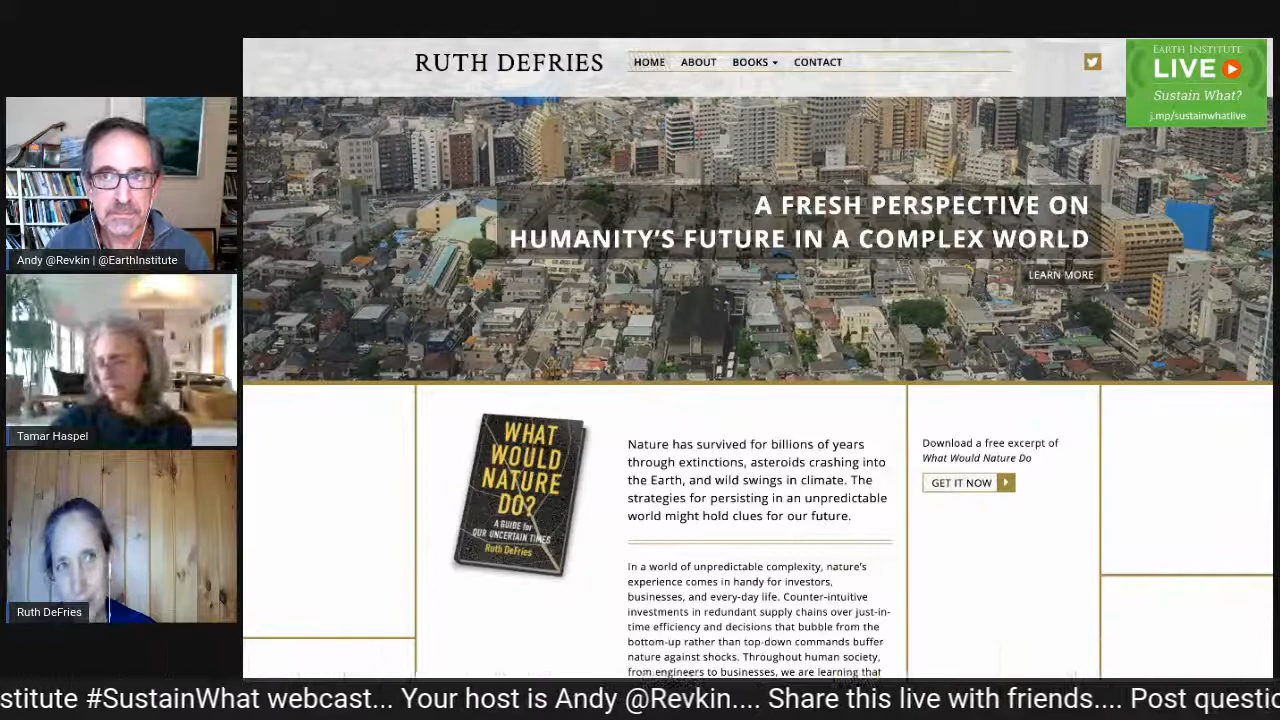 RUTH DEFRIES
HOME ABOUT BOOKS CONTACT
EARTH INSTITUTE
LIVE
Sustain What?
j.mp/sustainwhatlive
A FRESH PERSPECTIVE ON
HUMANITY'S FUTURE IN A COMPLEX WORLD
LEARN MORE
Andy @Revkin | @EarthInstitute
Tamar Haspel
Ruth DeFries
WHAT
WOULD
NATURE
DO?
A GUIDE for
OUR UNCERTAIN TIMES
Ruth DeFries
Nature has survived for billions of years
through extinctions, asteroids crashing into
the Earth, and wild swings in climate. The
strategies for persisting in an unpredictable
world might hold clues for our future.
In a world of unpredictable complexity, nature's
experience comes in handy for investors,
businesses, and every-day life. Counter-intuitive
investments in redundant supply chains over just-in-
time efficiency and decisions that bubble from the
bottom-up rather than top-down commands buffer
nature against shocks. Throughout human society,
from engineers to businesses, we are learning that
Download a free excerpt of
What Would Nature Do
GET IT NOW
stitute #SustainWhat webcast... Your host is Andy @Revkin.... Share this live with friends.... Post questio